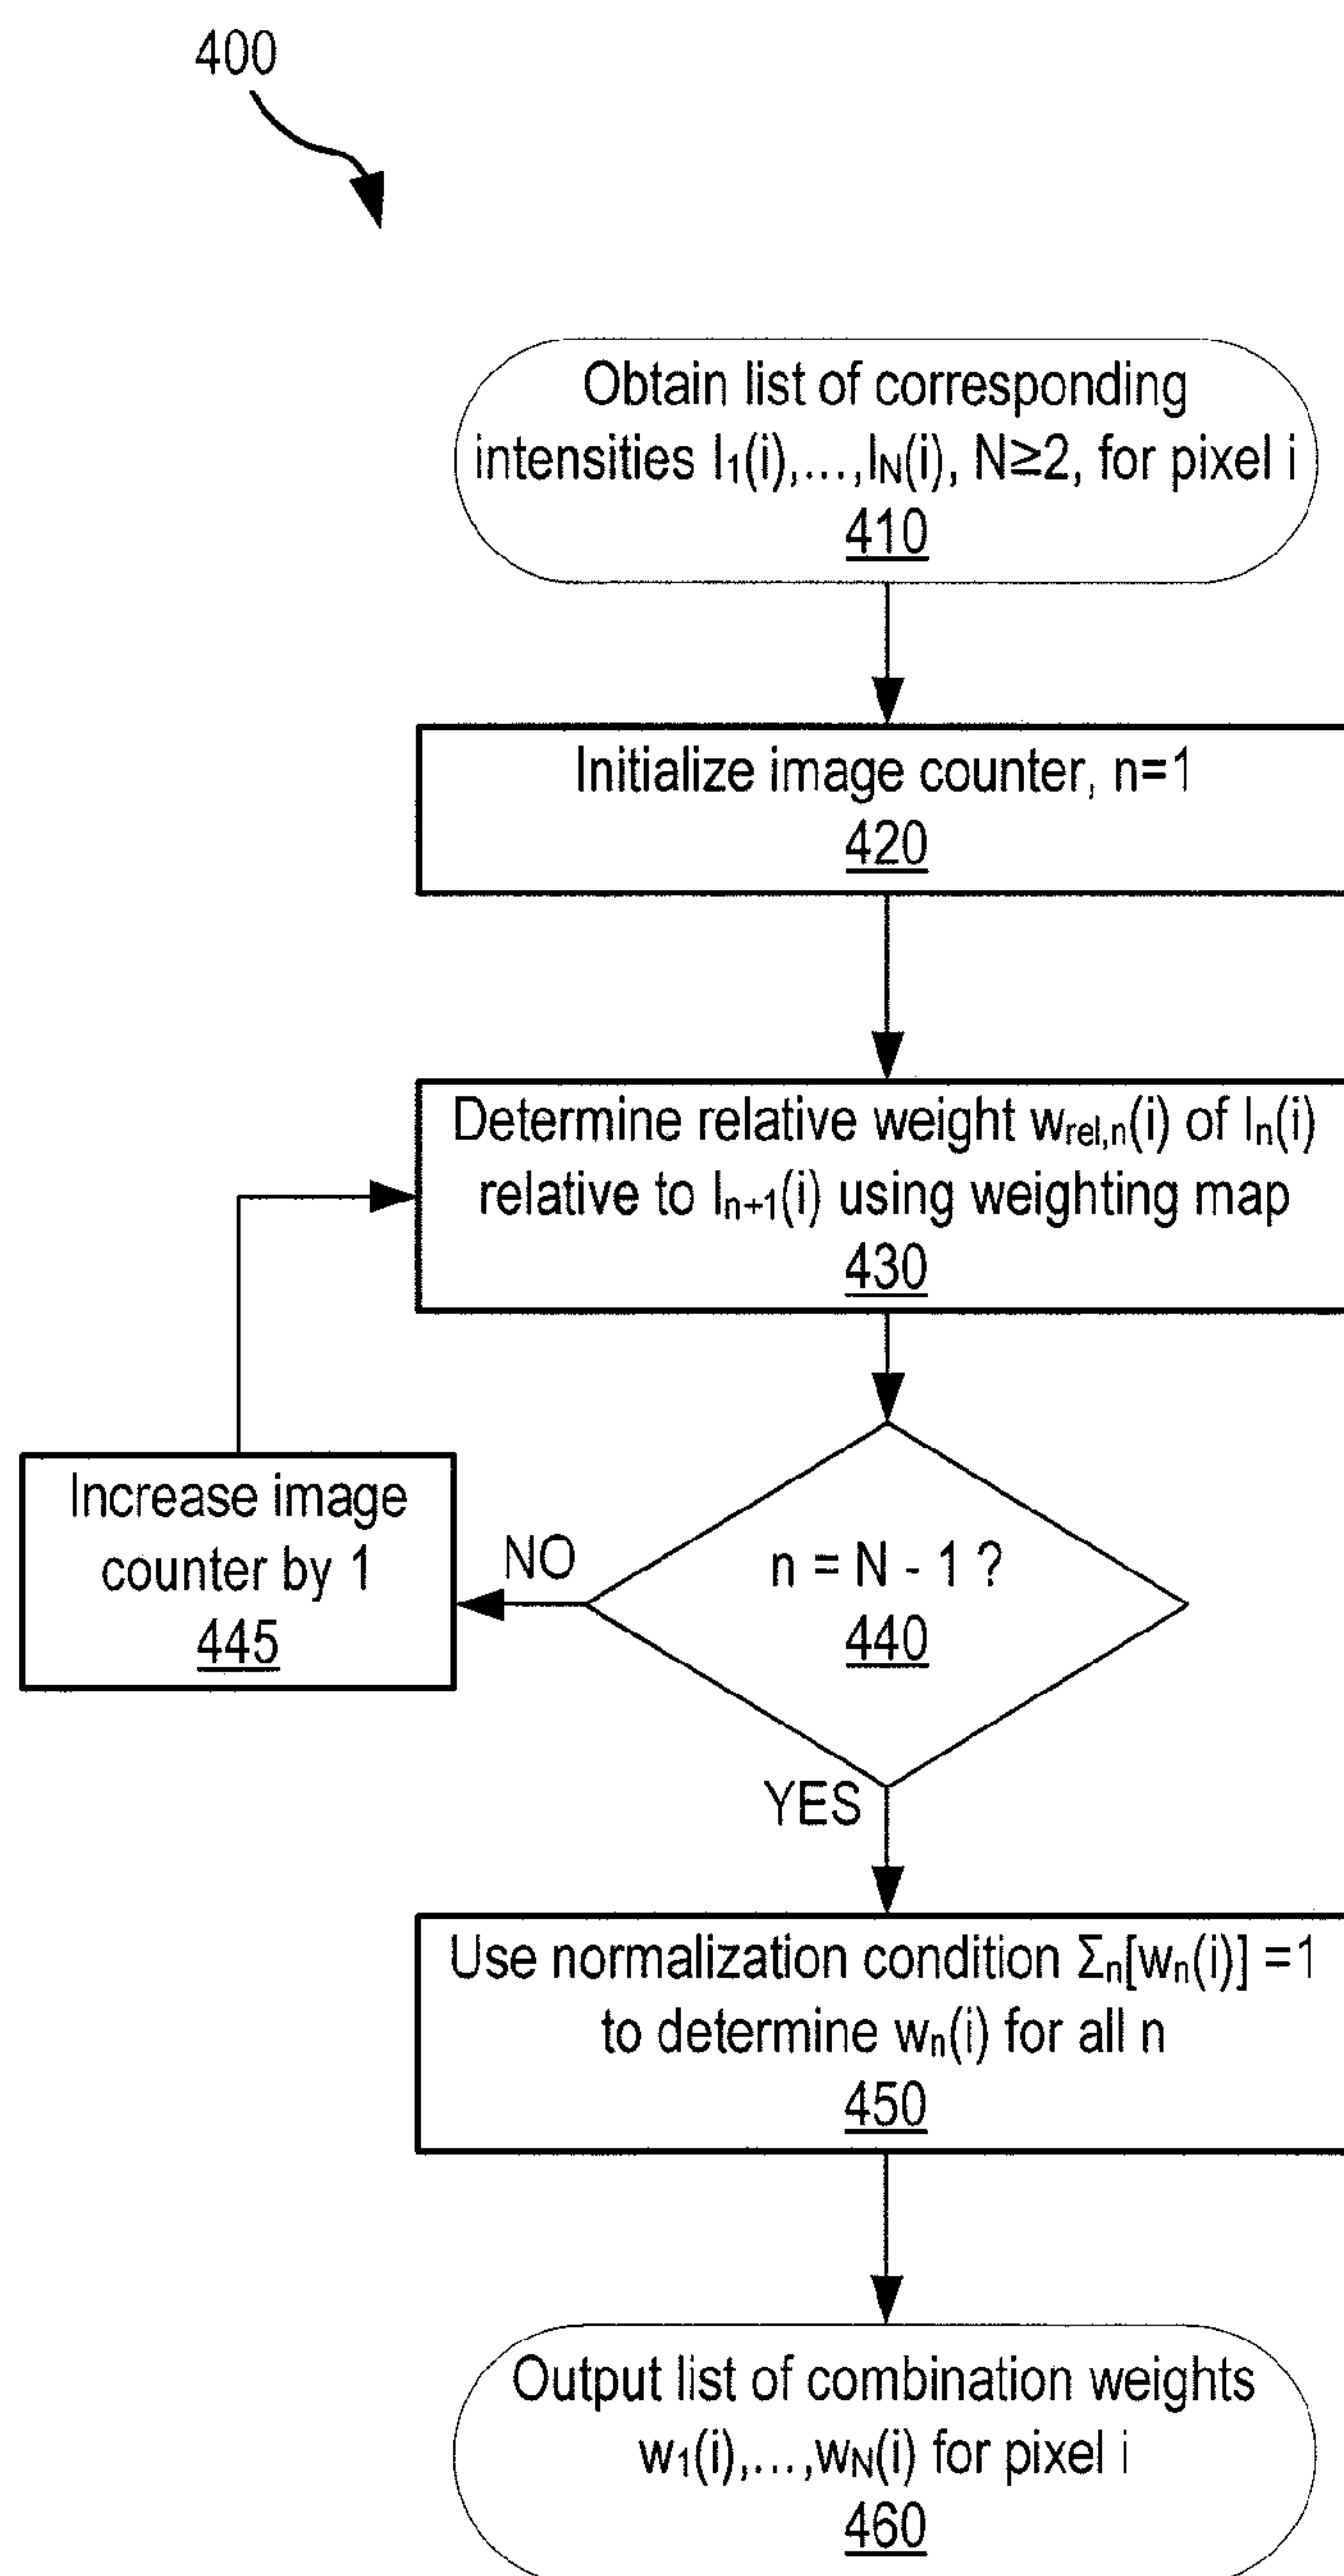 400
Obtain list of corresponding
intensities I₁(i),...,Iₙ(i), N≥2, for pixel i
410
Initialize image counter, n=1
420
Determine relative weight wrel,n(i) of In(i)
relative to In+1(i) using weighting map
430
Increase image
counter by 1
445
NO
n = N - 1 ?
440
YES
Use normalization condition Σn[wn(i)] =1
to determine wn(i) for all n
450
Output list of combination weights
w1(i),...,wN(i) for pixel i
460